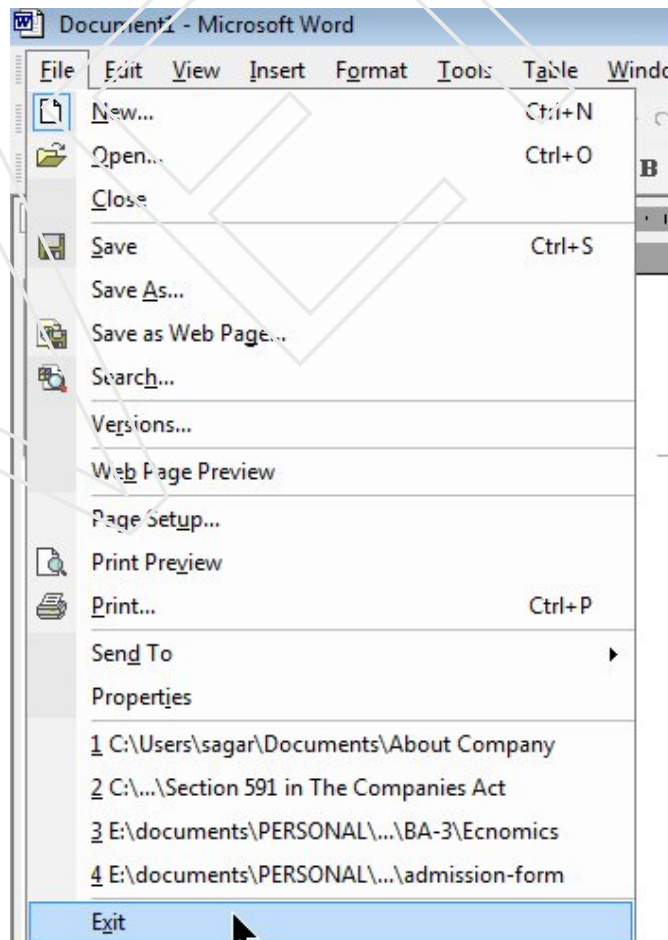 Document1 - Microsoft Word
File Edit View Insert Format Tools Table Windo
New... Ctrl+N
Open... Ctrl+O
B
Close
Save Ctrl+S
Save As...
Save as Web Page...
Search...
Versions...
Web Page Preview
Page Setup...
Print Preview
Print... Ctrl+P
Send To
Properties
1 C:\Users\sagar\Documents\About Company
2 C:\...\Section 591 in The Companies Act
3 E:\documents\PERSONAL\...\BA-3\Ecnomics
4 E:\documents\PERSONAL\...\admission-form
Exit